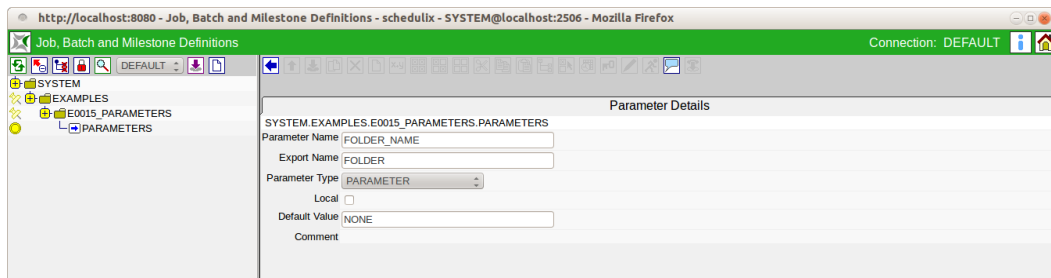 http://localhost:8080 - Job, Batch and Milestone Definitions - schedulix - SYSTEM@localhost:2506 - Mozilla Firefox
Job, Batch and Milestone Definitions
Connection: DEFAULT
DEFAULT
SYSTEM
EXAMPLES
E0015_PARAMETERS
PARAMETERS
Parameter Details
SYSTEM.EXAMPLES.E0015_PARAMETERS.PARAMETERS
Parameter Name FOLDER_NAME
Export Name FOLDER
Parameter Type PARAMETER
Local
Default Value NONE
Comment